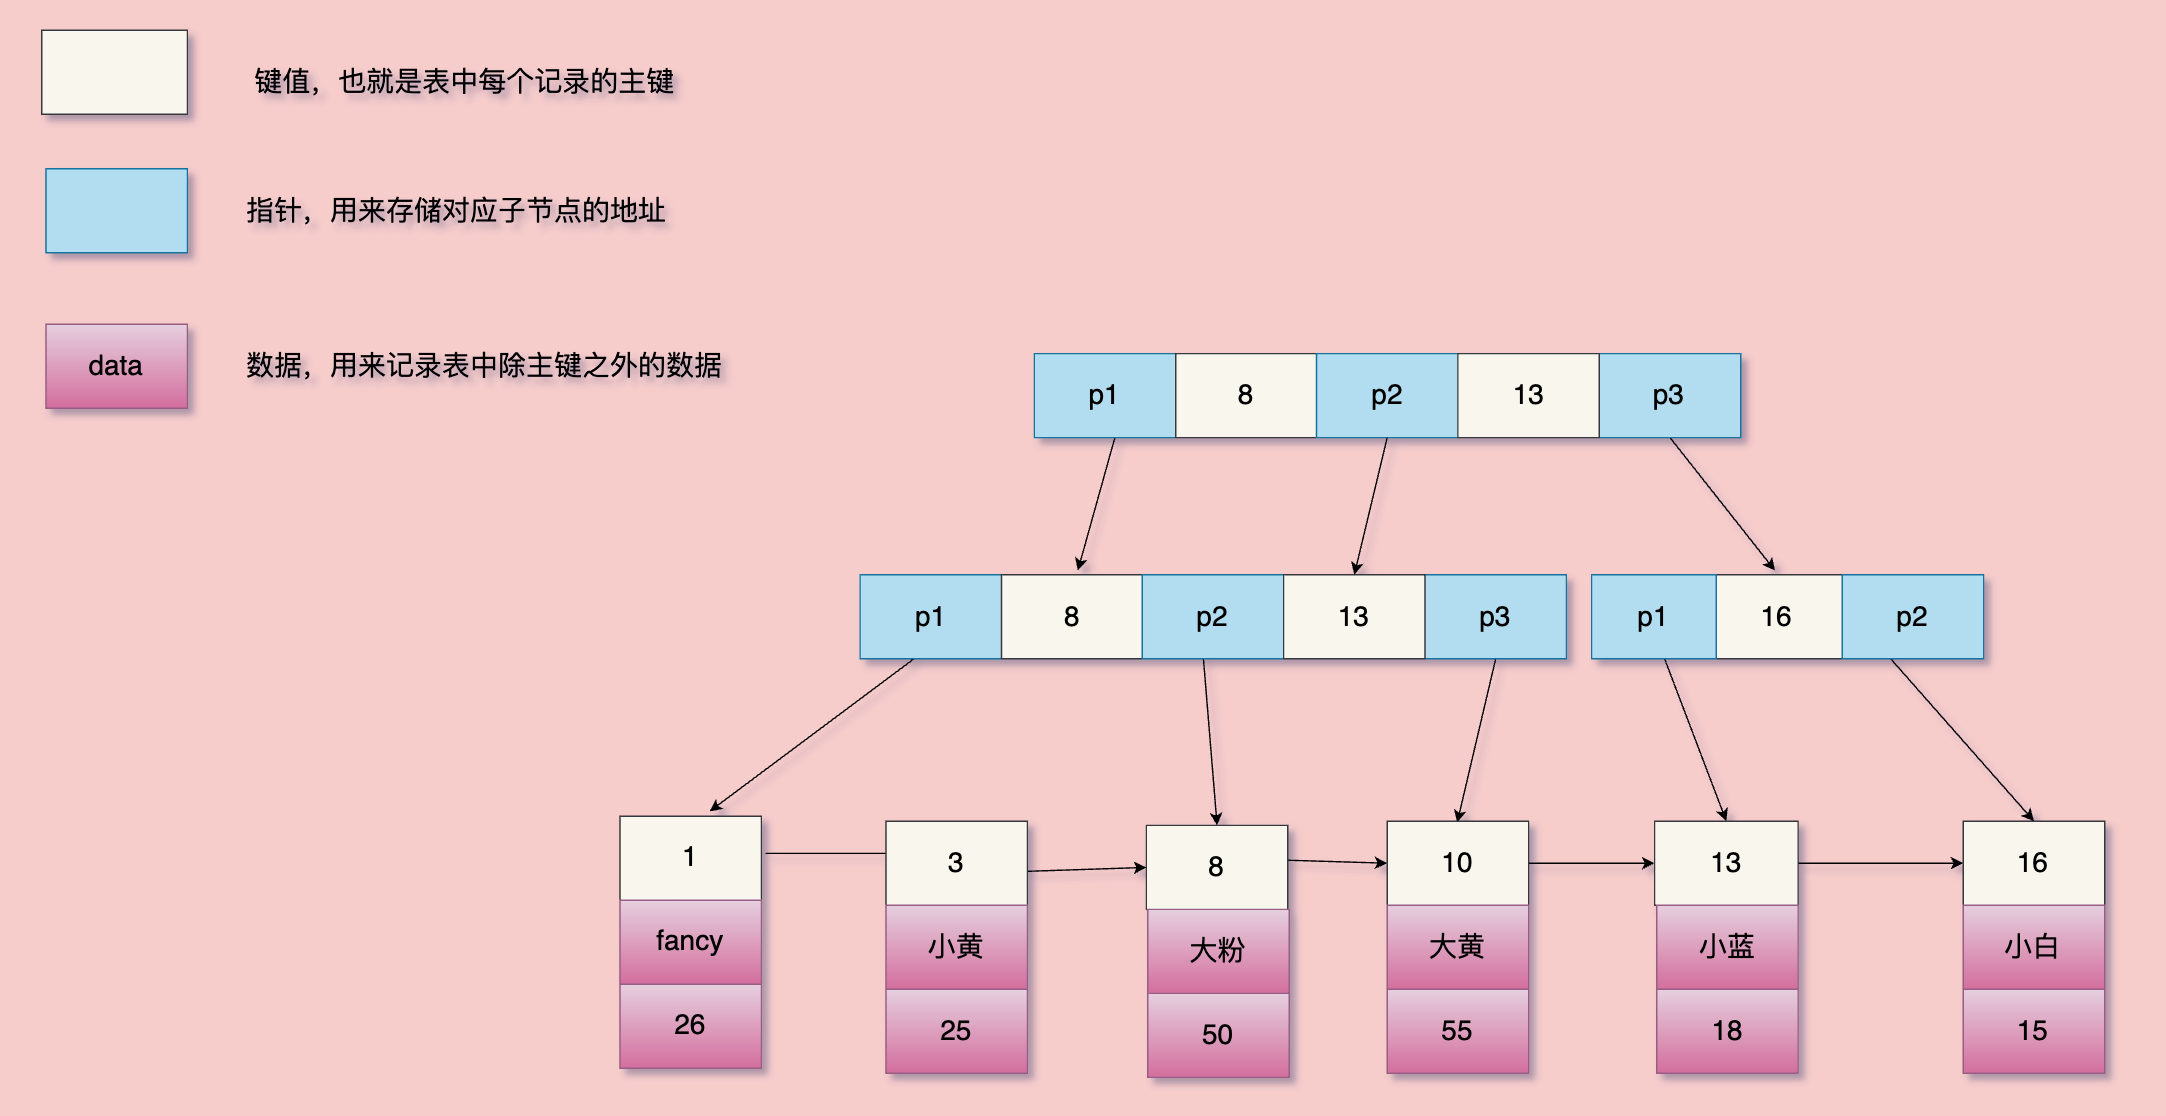 键值，也就是表中每个记录的主键
指针，用来存储对应子节点的地址
data
数据，用来记录表中除主键之外的数据
p1 8 p2 13 p3
p1 8 p2 13 p3
p1 16 p2
1 3 8 10 13 16
fancy 小黄 大粉 大黄 小蓝 小白
26 25 50 55 18 15